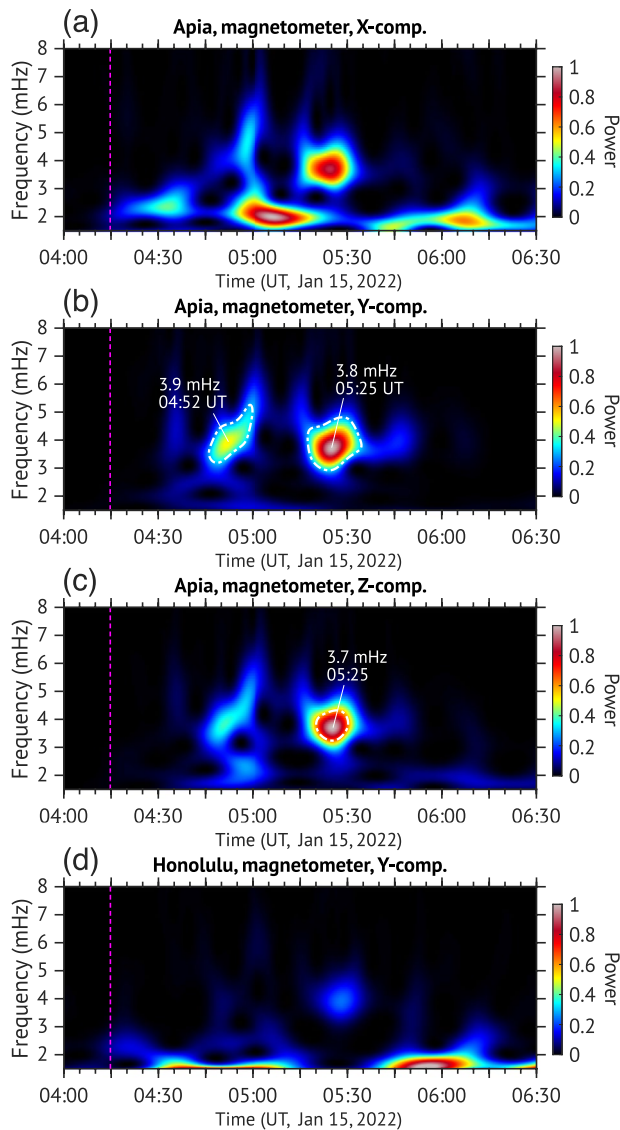 (a)
Apia, magnetometer, X-comp.
8
7
6
5
4
3
2
Frequency (mHz)
04:00 04:30 05:00 05:30 06:00 06:30
Time (UT, Jan 15, 2022)
1
0.8
0.6
0.4
0.2
0
Power
(b)
Apia, magnetometer, Y-comp.
8
7
6
5
4
3
2
Frequency (mHz)
3.9 mHz
04:52 UT
3.8 mHz
05:25 UT
04:00 04:30 05:00 05:30 06:00 06:30
Time (UT, Jan 15, 2022)
1
0.8
0.6
0.4
0.2
0
Power
(c)
Apia, magnetometer, Z-comp.
8
7
6
5
4
3
2
Frequency (mHz)
3.7 mHz
05:25
04:00 04:30 05:00 05:30 06:00 06:30
Time (UT, Jan 15, 2022)
1
0.8
0.6
0.4
0.2
0
Power
(d)
Honolulu, magnetometer, Y-comp.
8
7
6
5
4
3
2
Frequency (mHz)
04:00 04:30 05:00 05:30 06:00 06:30
Time (UT, Jan 15, 2022)
1
0.8
0.6
0.4
0.2
0
Power